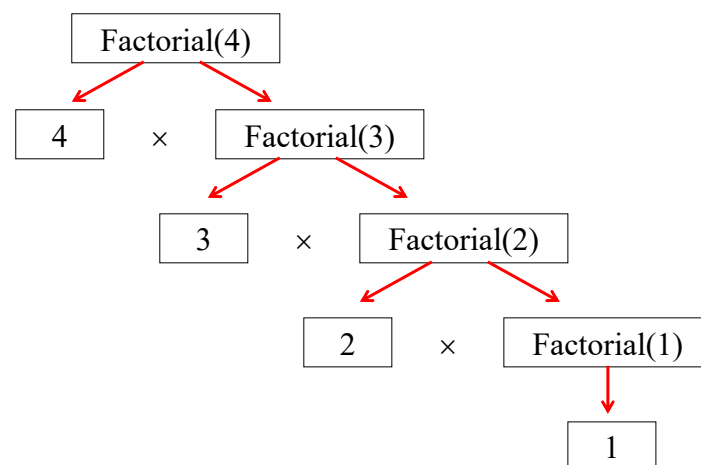 Factorial(4)
4 × Factorial(3)
3 × Factorial(2)
2 × Factorial(1)
1